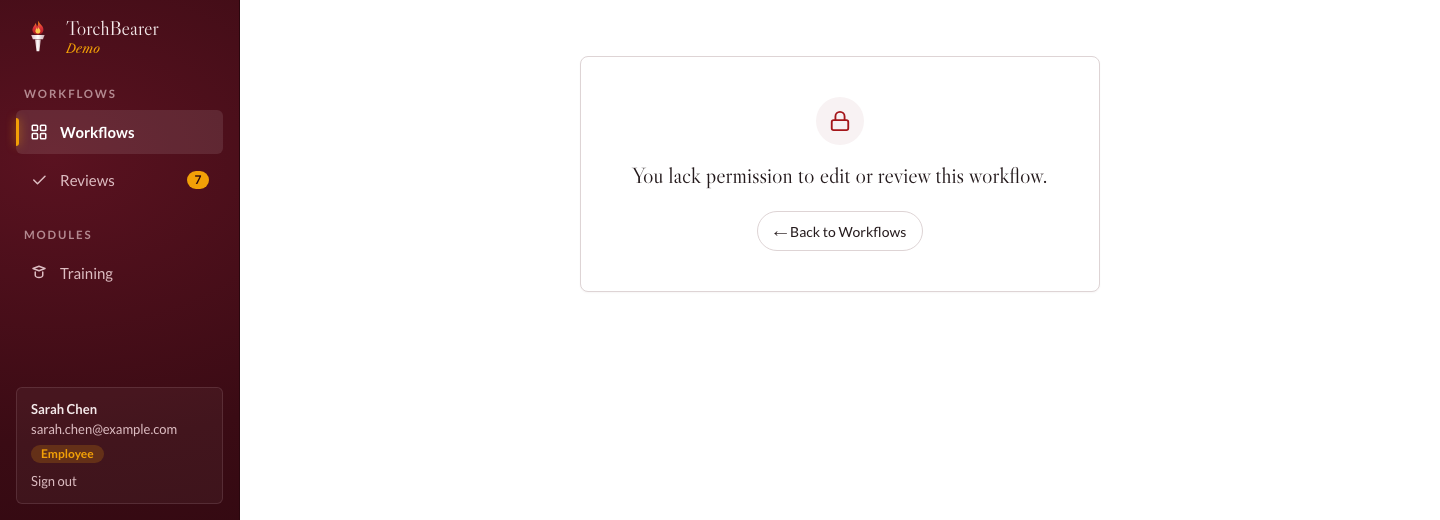 TorchBearer
Demo
WORKFLOWS
Workflows
Reviews 7
MODULES
Training
Sarah Chen
sarah.chen@example.com
Employee
Sign out
You lack permission to edit or review this workflow.
← Back to Workflows